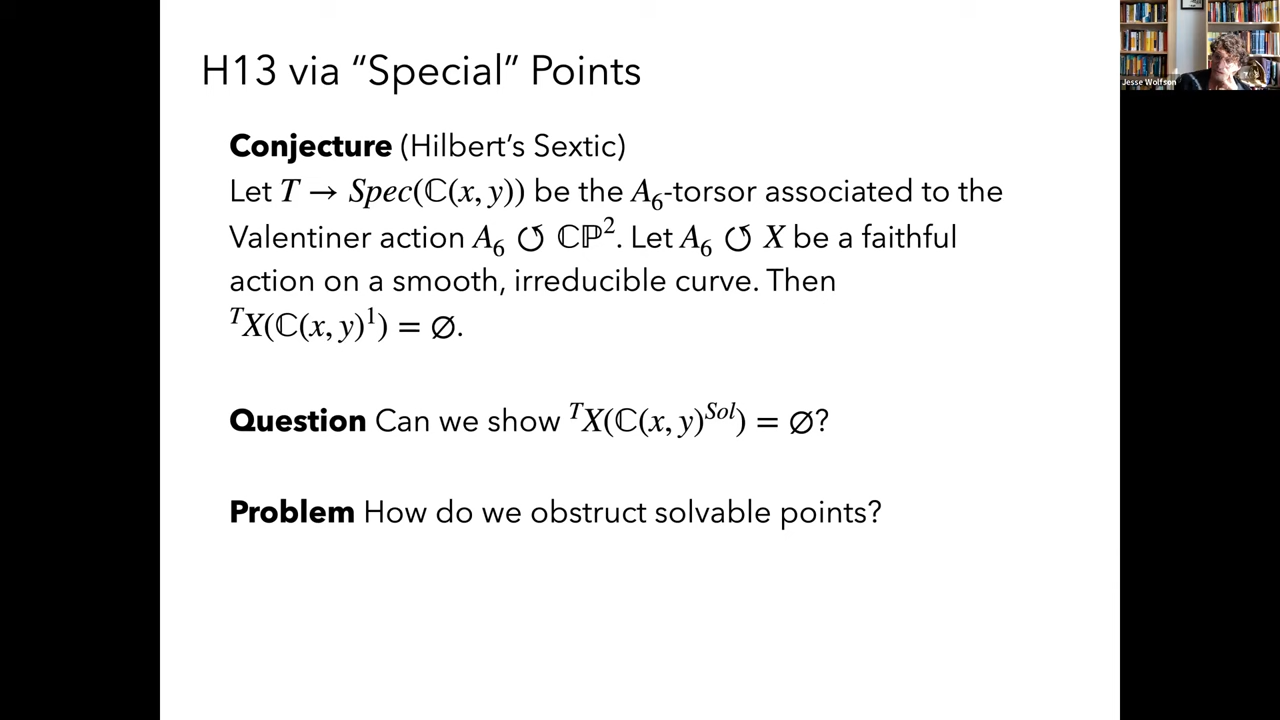 H13 via “Special” Points
Jesse Wolfson
Conjecture (Hilbert’s Sextic)
Let T → Spec(ℂ(x, y)) be the A₆-torsor associated to the
Valentiner action A₆ ↺ ℂℙ². Let A₆ ↺ X be a faithful
action on a smooth, irreducible curve. Then
ᵀX(ℂ(x, y)¹) = ∅.
Question Can we show ᵀX(ℂ(x, y)^{Sol}) = ∅?
Problem How do we obstruct solvable points?